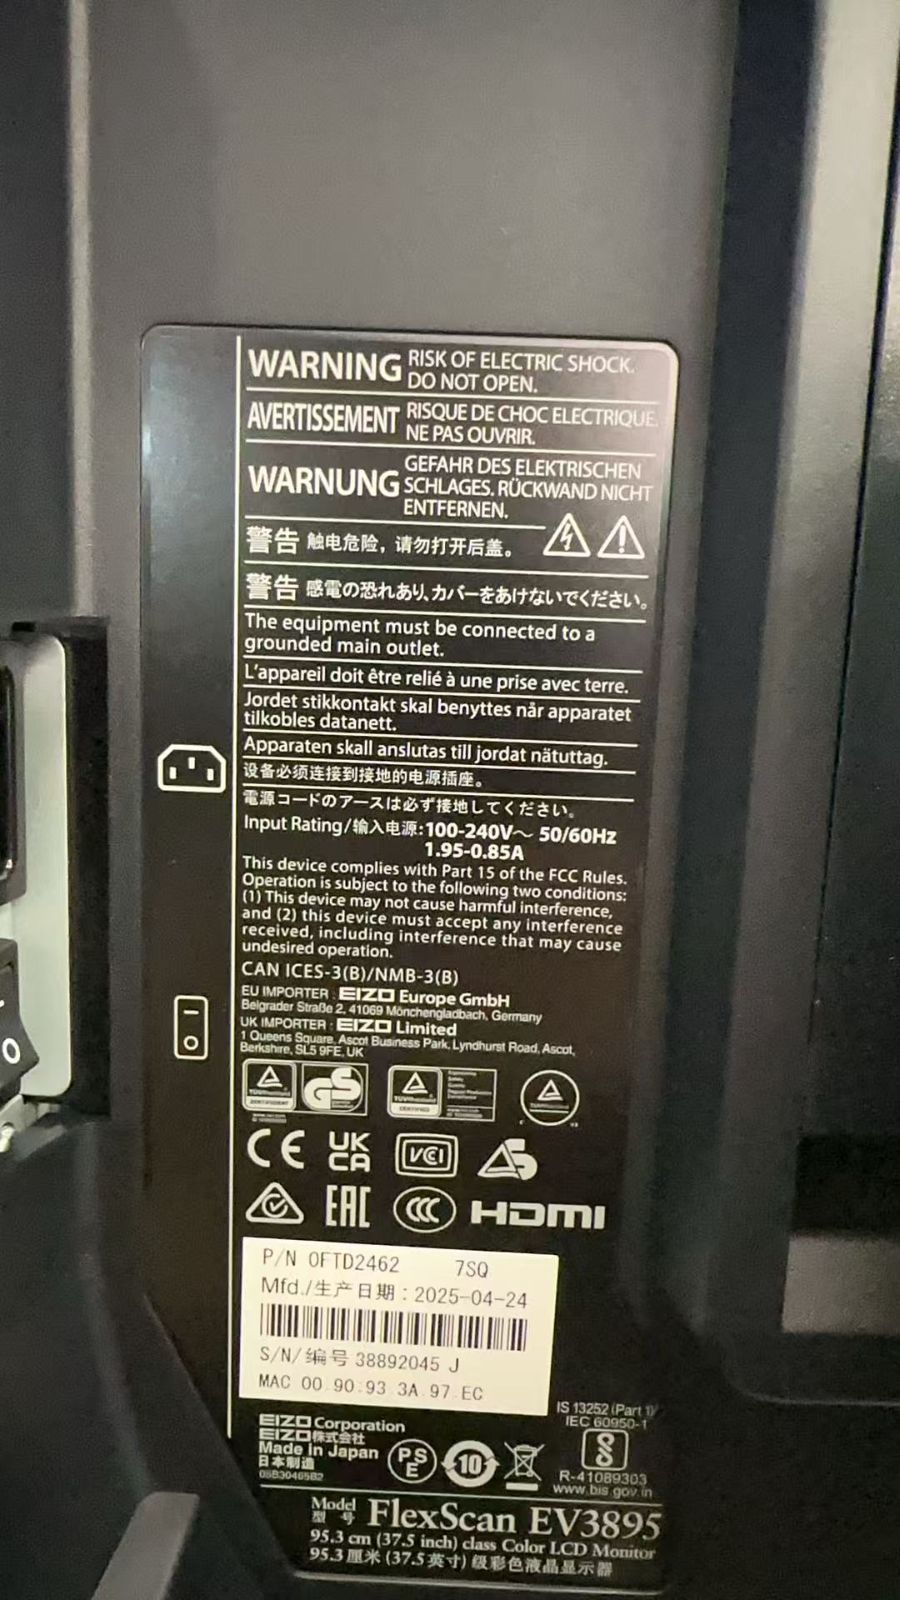 WARNING RISK OF ELECTRIC SHOCK.
DO NOT OPEN.
AVERTISSEMENT RISQUE DE CHOC ELECTRIQUE.
NE PAS OUVRIR.
WARNUNG GEFAHR DES ELEKTRISCHEN
SCHLAGES. RÜCKWAND NICHT
ENTFERNEN.
警告 触电危险，请勿打开后盖。
警告 感電の恐れあり、カバーをあけないでください。
The equipment must be connected to a
grounded main outlet.
L'appareil doit être relié à une prise avec terre.
Jordet stikkontakt skal benyttes når apparatet
tilkobles datanett.
Apparaten skall anslutas till jordat nätuttag.
设备必须连接到接地的电源插座。
電源コードのアースは必ず接地してください。
Input Rating/输入电源:100-240V～ 50/60Hz
1.95-0.85A
This device complies with Part 15 of the FCC Rules.
Operation is subject to the following two conditions:
(1) This device may not cause harmful interference,
and (2) this device must accept any interference
received, including interference that may cause
undesired operation.
CAN ICES-3(B)/NMB-3(B)
EU IMPORTER : EIZO Europe GmbH
Belgrader Straße 2, 41069 Mönchengladbach, Germany
UK IMPORTER : EIZO Limited
1 Queens Square, Ascot Business Park, Lyndhurst Road, Ascot,
Berkshire, SL5 9FE, UK
TÜVRheinland CERTIFIED GS TÜVRheinland CERTIFIED TÜVRheinland
CE UK CA VCCI
EAC CCC HDMI
P/N 0FTD2462 7SQ
Mfd./生产日期：2025-04-24
S/N/编号 38892045 J
MAC 00.90.93.3A.97.EC
IS 13252 (Part 1)/
IEC 60950-1
EIZO Corporation
EIZO株式会社
Made in Japan
日本制造
05B30465B2
PSE 10
R-41089303
www.bis.gov.in
Model
型 号 FlexScan EV3895
95.3 cm (37.5 inch) class Color LCD Monitor
95.3 厘米 (37.5英寸) 级彩色液晶显示器